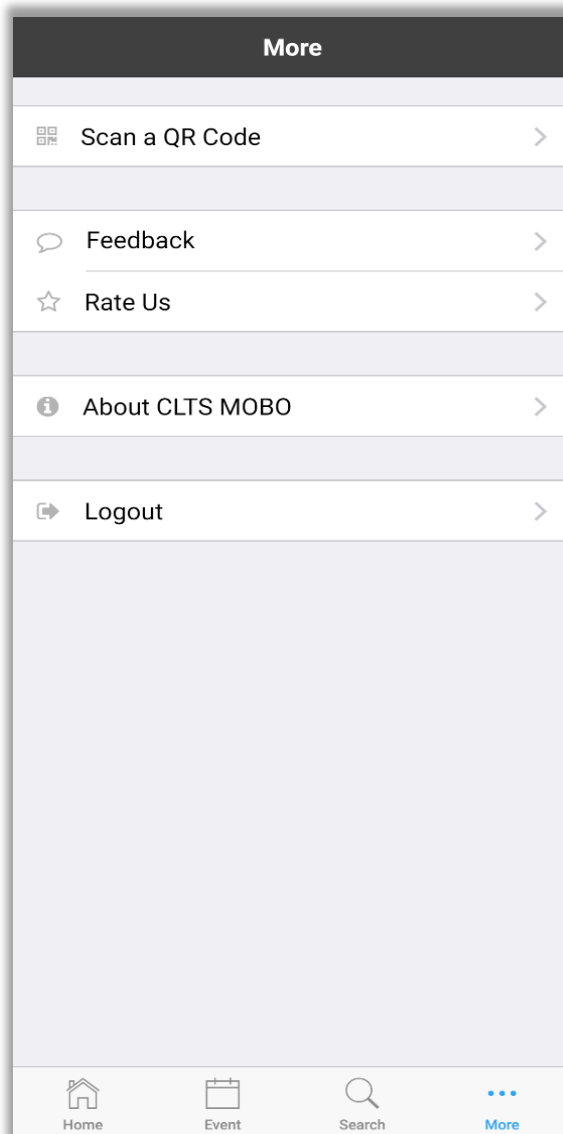 More
Scan a QR Code
Feedback
Rate Us
About CLTS MOBO
Logout
Home Event Search More